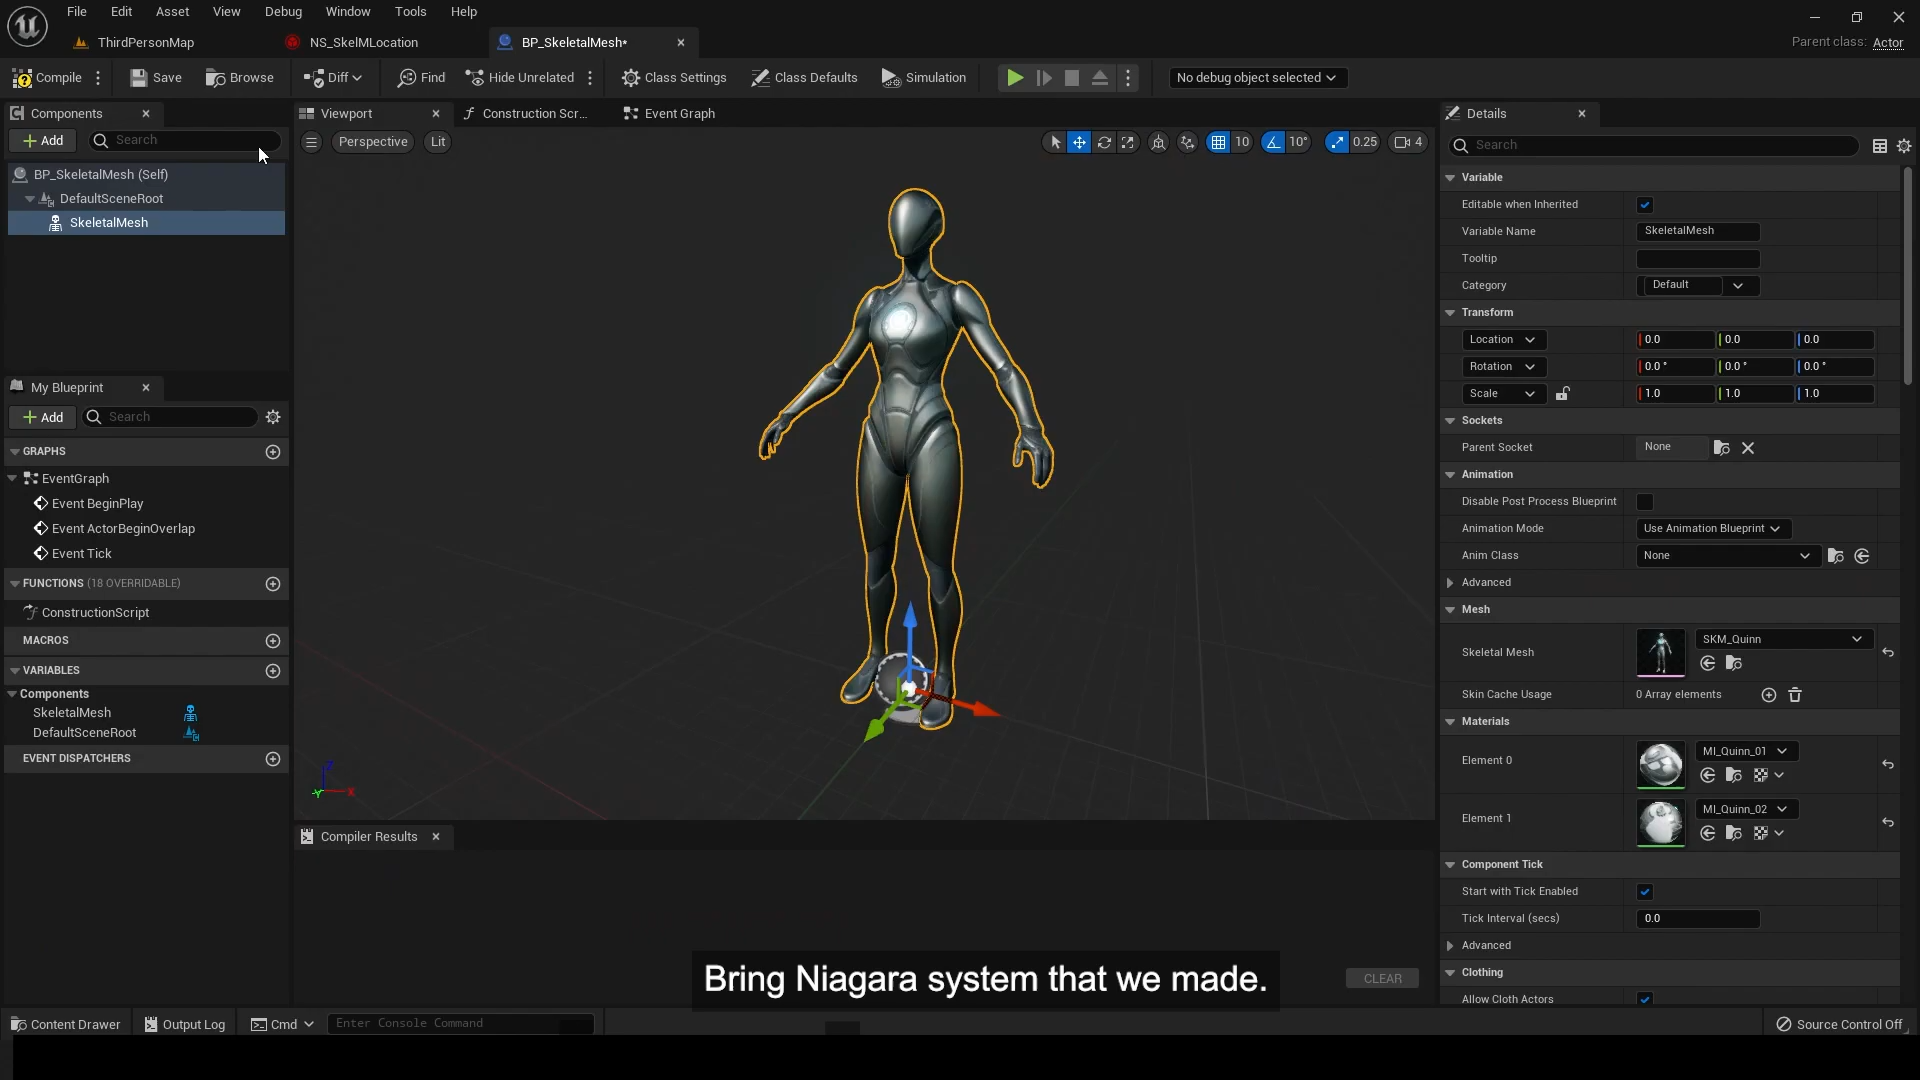 File Edit Asset View Debug Window Tools Help
ThirdPersonMap NS_SkelMLocation BP_SkeletalMesh*
Parent class: Actor
Compile Save Browse Diff Find Hide Unrelated Class Settings Class Defaults Simulation No debug object selected
Components
Add Search
BP_SkeletalMesh (Self)
DefaultSceneRoot
SkeletalMesh
My Blueprint
Add Search
GRAPHS
EventGraph
Event BeginPlay
Event ActorBeginOverlap
Event Tick
FUNCTIONS (18 OVERRIDABLE)
ConstructionScript
MACROS
VARIABLES
Components
SkeletalMesh
DefaultSceneRoot
EVENT DISPATCHERS
Viewport Construction Scr... Event Graph
Perspective Lit 10 10° 0.25 4
Z
X
Y
Compiler Results
Bring Niagara system that we made.
CLEAR
Details
Search
Variable
Editable when Inherited
Variable Name SkeletalMesh
Tooltip
Category Default
Transform
Location 0.0 0.0 0.0
Rotation 0.0 ° 0.0 ° 0.0 °
Scale 1.0 1.0 1.0
Sockets
Parent Socket None
Animation
Disable Post Process Blueprint
Animation Mode Use Animation Blueprint
Anim Class None
Advanced
Mesh
Skeletal Mesh SKM_Quinn
Skin Cache Usage 0 Array elements
Materials
Element 0 MI_Quinn_01
Element 1 MI_Quinn_02
Component Tick
Start with Tick Enabled
Tick Interval (secs) 0.0
Advanced
Clothing
Allow Cloth Actors
Content Drawer Output Log Cmd Enter Console Command Source Control Off